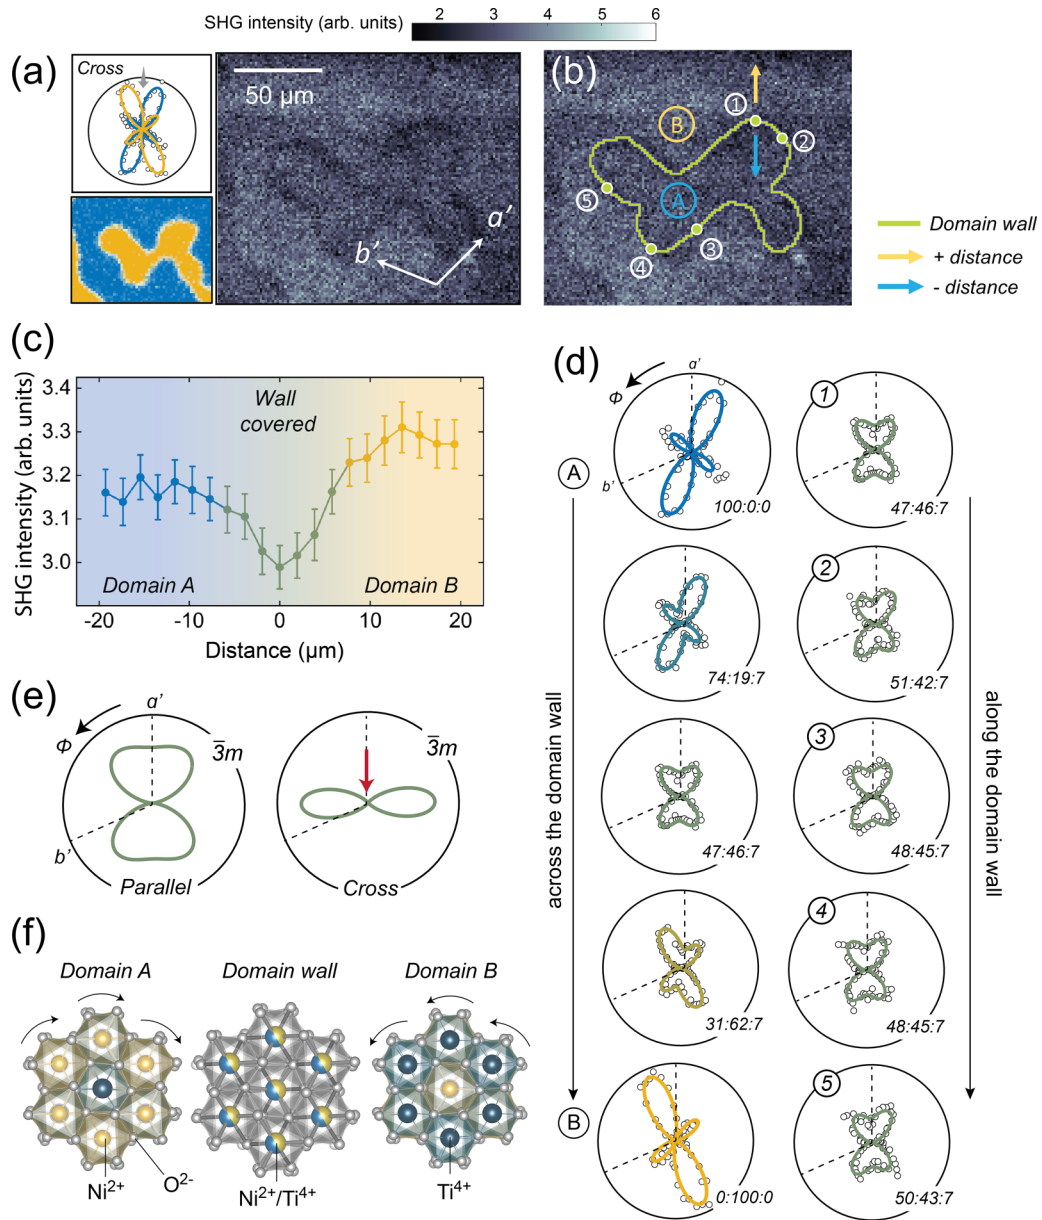 SHG intensity (arb. units)
2 3 4 5 6
(a)
Cross
50 µm
a'
b'
(b)
B
A
1
2
3
4
5
Domain wall
+ distance
- distance
(c)
SHG intensity (arb. units)
3.4
3.3
3.2
3.1
3.0
Wall
covered
Domain A
Domain B
-20 -10 0 10 20
Distance (µm)
(d)
Φ
a'
b'
A
100:0:0
74:19:7
47:46:7
31:62:7
B
0:100:0
across the domain wall
1
47:46:7
2
51:42:7
3
48:45:7
4
48:45:7
5
50:43:7
along the domain wall
(e)
Φ
a'
b'
3̅m
Parallel
3̅m
Cross
(f)
Domain A
Domain wall
Domain B
Ni²⁺
O²⁻
Ni²⁺/Ti⁴⁺
Ti⁴⁺